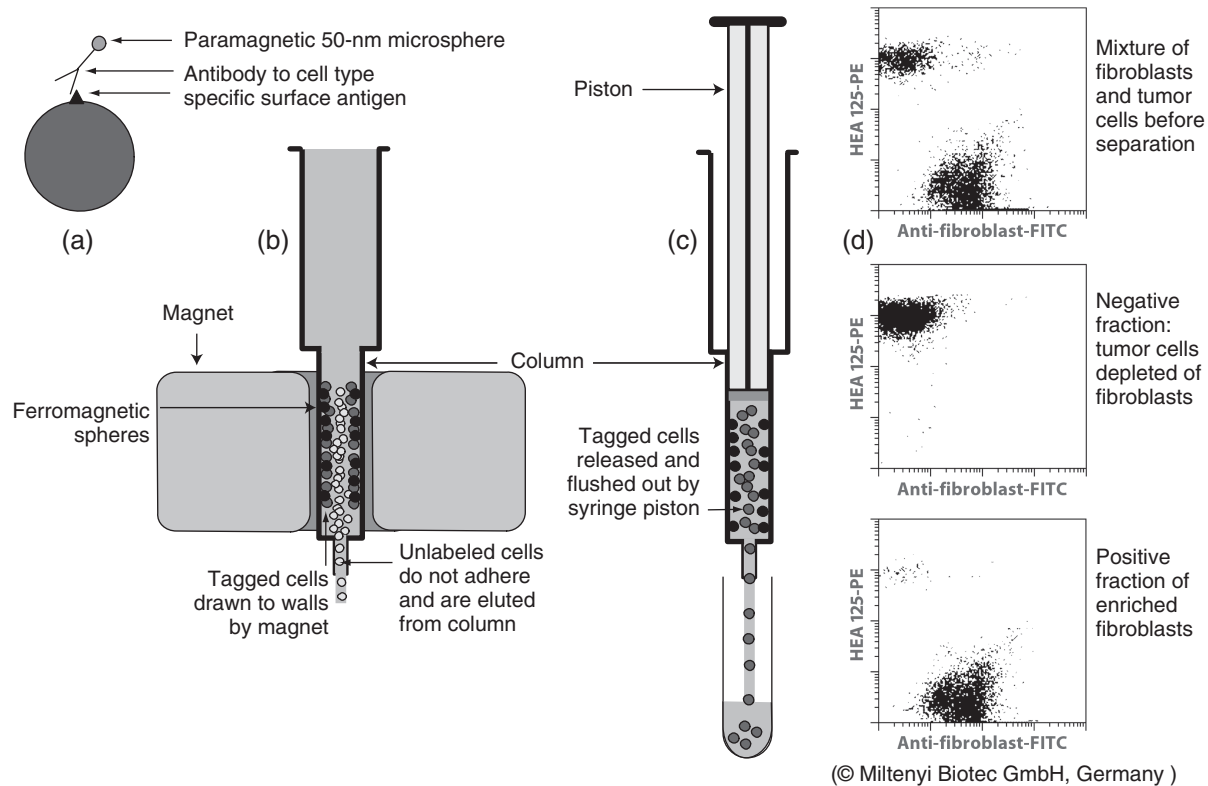 Paramagnetic 50-nm microsphere
Antibody to cell type
specific surface antigen
(a)
(b)
Magnet
Ferromagnetic
spheres
Column
Tagged cells
drawn to walls
by magnet
Unlabeled cells
do not adhere
and are eluted
from column
Piston
(c)
Tagged cells
released and
flushed out by
syringe piston
(d)
HEA 125-PE
Anti-fibroblast-FITC
Mixture of
fibroblasts
and tumor
cells before
separation
HEA 125-PE
Anti-fibroblast-FITC
Negative
fraction:
tumor cells
depleted of
fibroblasts
HEA 125-PE
Anti-fibroblast-FITC
Positive
fraction of
enriched
fibroblasts
(© Miltenyi Biotec GmbH, Germany )